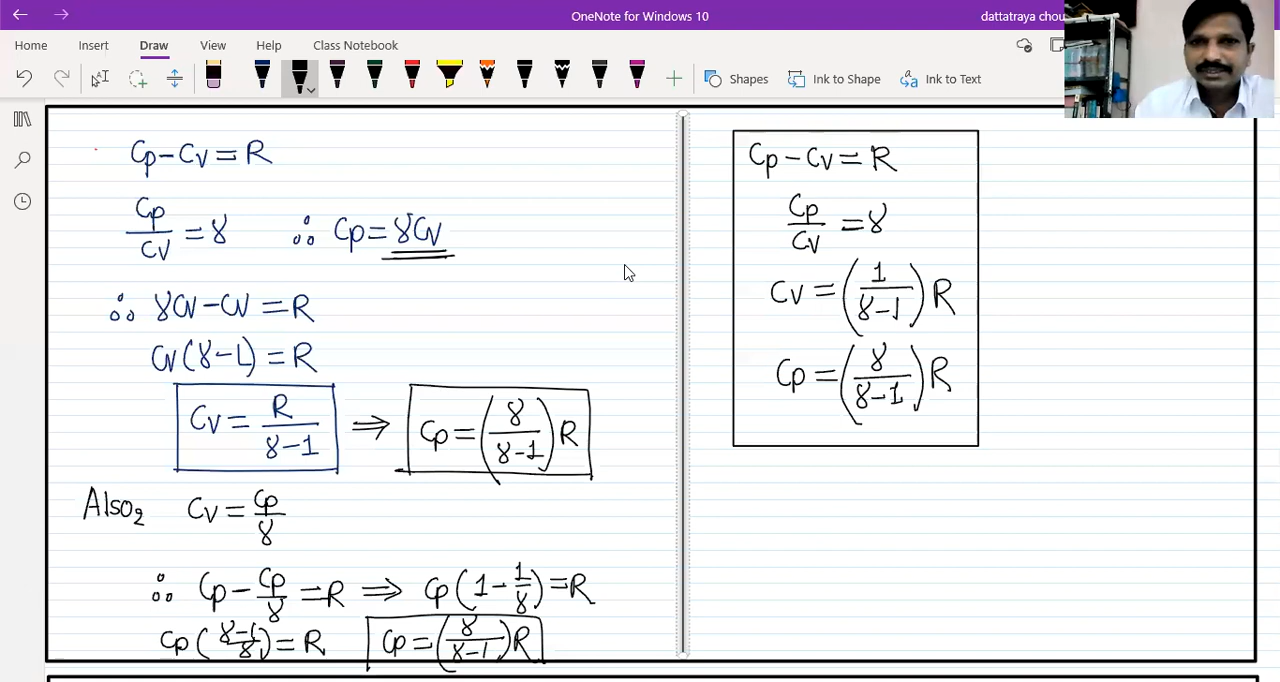 OneNote for Windows 10
dattatraya chou
Home Insert Draw View Help Class Notebook
Shapes Ink to Shape Ink to Text
Cp - Cv = R
Cp/Cv = γ ∴ Cp = γCv
∴ γCv - Cv = R
Cv(γ-1) = R
Cv = R/(γ-1) ⇒ Cp = (γ/(γ-1))R
Also, Cv = Cp/γ
∴ Cp - Cp/γ = R ⇒ Cp(1 - 1/γ) = R
Cp((γ-1)/γ) = R Cp = (γ/(γ-1))R
Cp - Cv = R
Cp/Cv = γ
Cv = (1/(γ-1))R
Cp = (γ/(γ-1))R